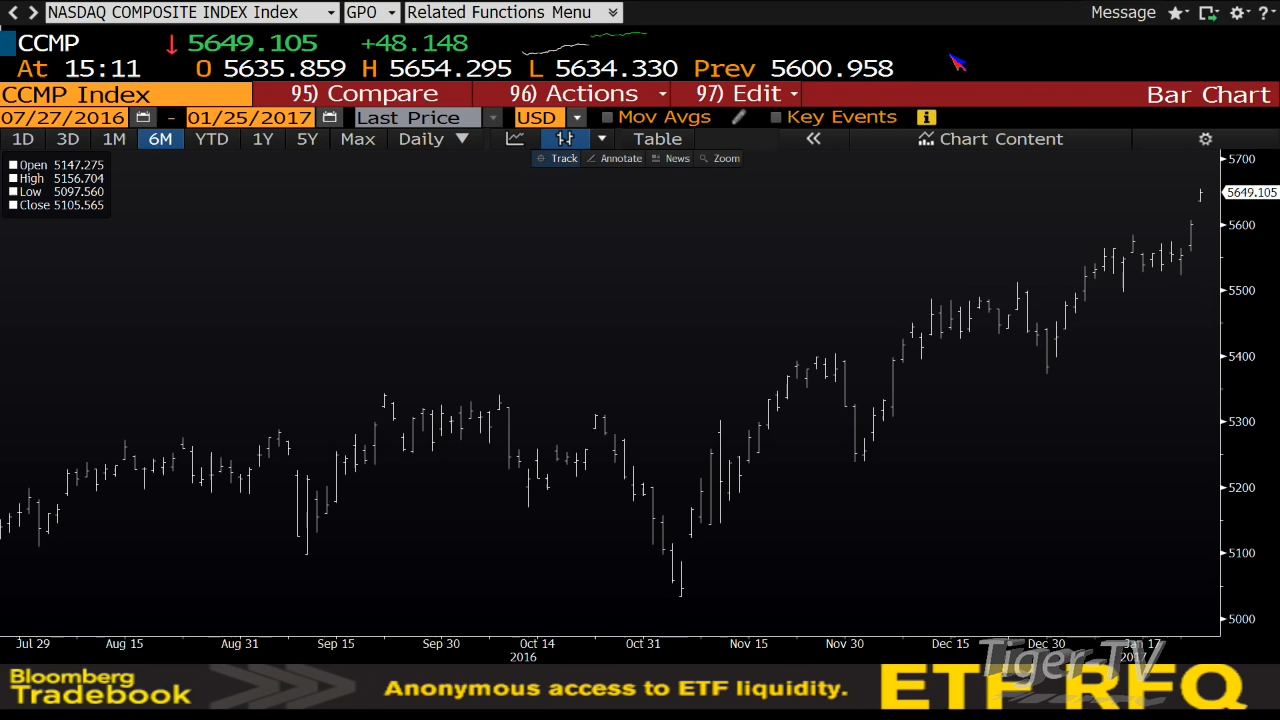 NASDAQ COMPOSITE INDEX Index GPO Related Functions Menu Message ?
CCMP 5649.105 +48.148
At 15:11 O 5635.859 H 5654.295 L 5634.330 Prev 5600.958
CCMP Index 95) Compare 96) Actions 97) Edit Bar Chart
07/27/2016 - 01/25/2017 Last Price USD Mov Avgs Key Events
1D 3D 1M 6M YTD 1Y 5Y Max Daily Table Chart Content
Track Annotate News Zoom
Open 5147.275
High 5156.704
Low 5097.560
Close 5105.565
5700
5649.105
5600
5500
5400
5300
5200
5100
5000
Jul 29 Aug 15 Aug 31 Sep 15 Sep 30 Oct 14 Oct 31 Nov 15 Nov 30 Dec 15 Dec 30 Jan 17
2016 2017
Tiger TV
Bloomberg
Tradebook
Anonymous access to ETF liquidity.
ETF RFQ